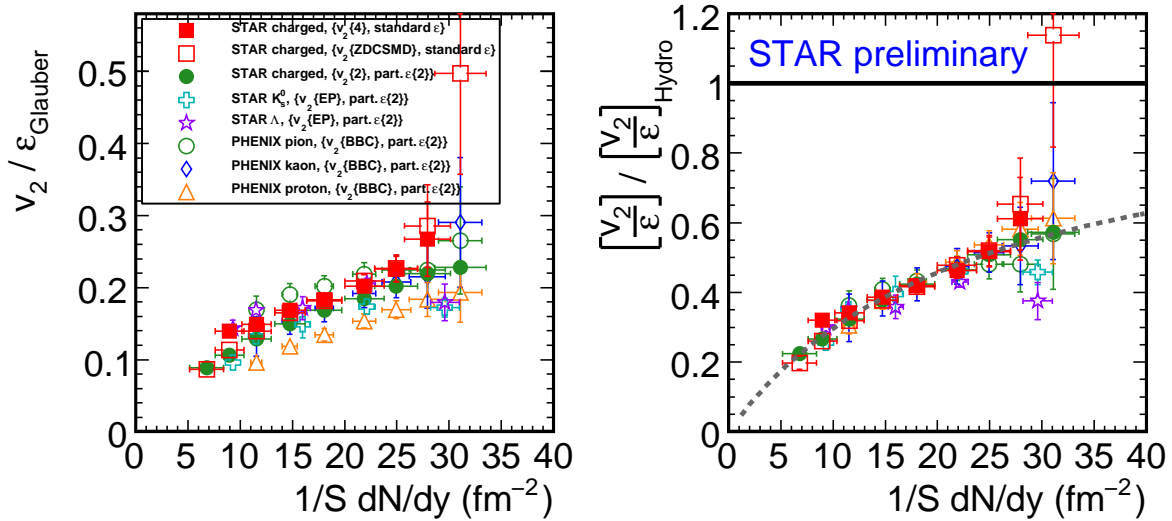 v₂ / ε_Glauber
0.5
0.4
0.3
0.2
0.1
0
STAR charged, {v₂{4}, standard ε}
STAR charged, {v₂{ZDCSMD}, standard ε}
STAR charged, {v₂{2}, part. ε{2}}
STAR K⁰ₛ, {v₂{EP}, part. ε{2}}
STAR Λ, {v₂{EP}, part. ε{2}}
PHENIX pion, {v₂{BBC}, part. ε{2}}
PHENIX kaon, {v₂{BBC}, part. ε{2}}
PHENIX proton, {v₂{BBC}, part. ε{2}}
5 10 15 20 25 30 35 40
1/S dN/dy (fm⁻²)
[v₂/ε] / [v₂/ε]_Hydro
1.2
1
0.8
0.6
0.4
0.2
0
STAR preliminary
0 5 10 15 20 25 30 35 40
1/S dN/dy (fm⁻²)